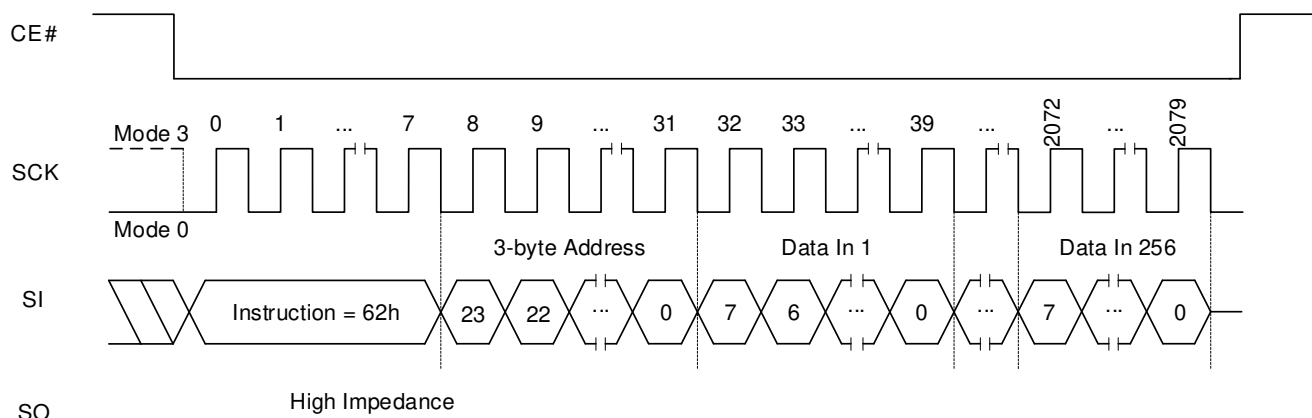 CE#
0 1 ... 7 8 9 ... 31 32 33 ... 39 ... 2072 ... 2079
Mode 3
SCK
Mode 0
3-byte Address Data In 1 Data In 256
SI Instruction = 62h 23 22 ... 0 7 6 ... 0 ... 7 ... 0
High Impedance
SO